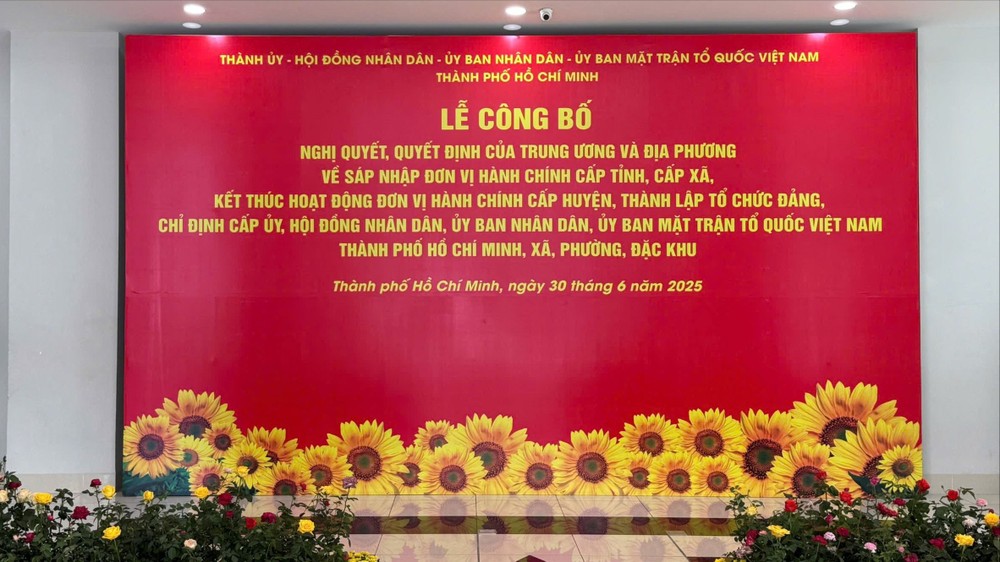 THÀNH ỦY - HỘI ĐỒNG NHÂN DÂN - ỦY BAN NHÂN DÂN - ỦY BAN MẶT TRẬN TỔ QUỐC VIỆT NAM
THÀNH PHỐ HỒ CHÍ MINH
LỄ CÔNG BỐ
NGHỊ QUYẾT, QUYẾT ĐỊNH CỦA TRUNG ƯƠNG VÀ ĐỊA PHƯƠNG
VỀ SÁP NHẬP ĐƠN VỊ HÀNH CHÍNH CẤP TỈNH, CẤP XÃ,
KẾT THÚC HOẠT ĐỘNG ĐƠN VỊ HÀNH CHÍNH CẤP HUYỆN, THÀNH LẬP TỔ CHỨC ĐẢNG,
CHỈ ĐỊNH CẤP ỦY, HỘI ĐỒNG NHÂN DÂN, ỦY BAN NHÂN DÂN, ỦY BAN MẶT TRẬN TỔ QUỐC VIỆT NAM
THÀNH PHỐ HỒ CHÍ MINH, XÃ, PHƯỜNG, ĐẶC KHU
Thành phố Hồ Chí Minh, ngày 30 tháng 6 năm 2025